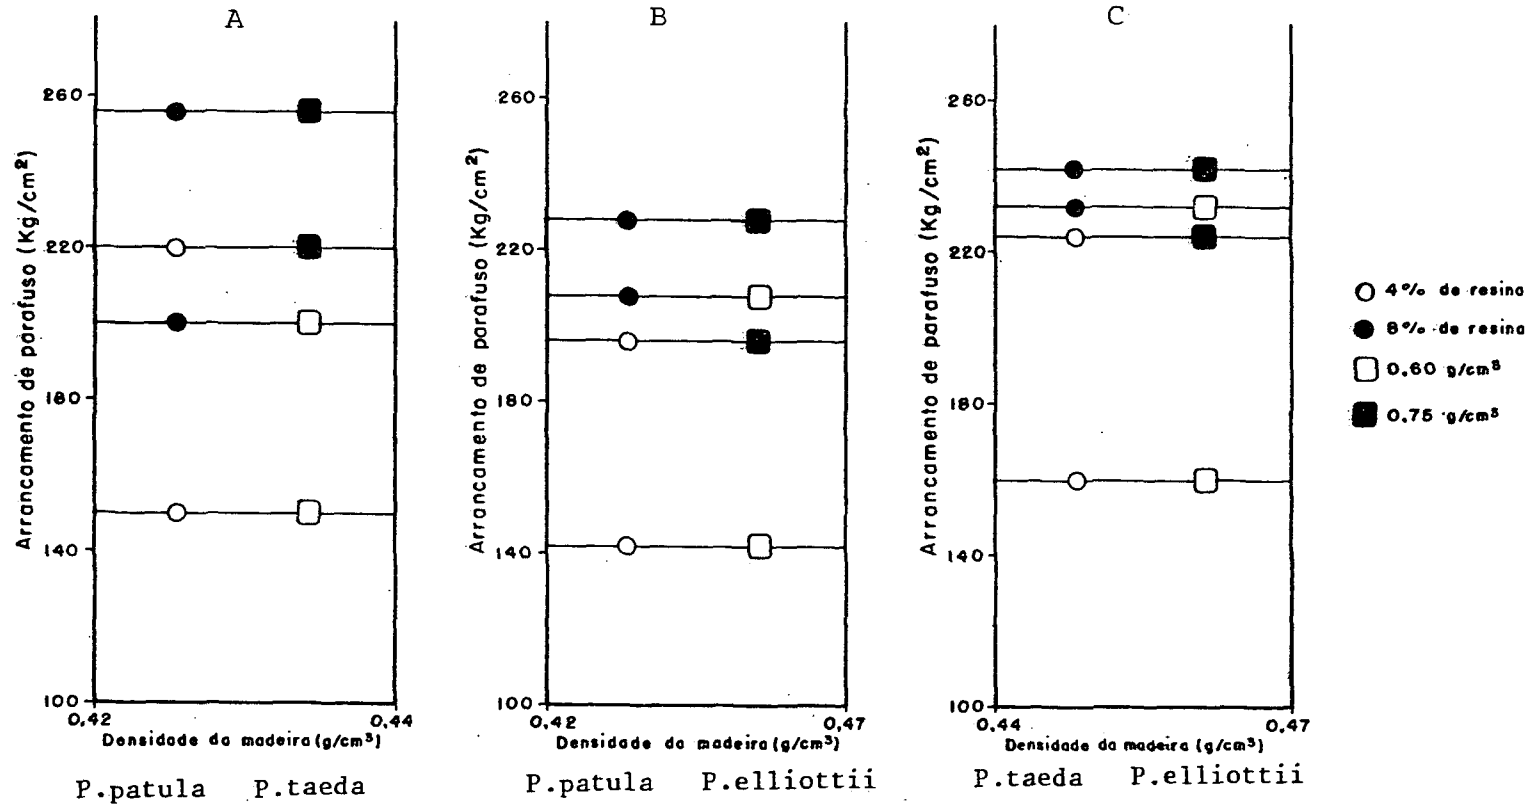 A
Arrancamento de parafuso (Kg/cm²)
260
220
180
140
100
0,42
0,44
Densidade da madeira (g/cm³)
P.patula P.taeda
B
Arrancamento de parafuso (Kg/cm²)
260
220
180
140
100
0,42
0,47
Densidade da madeira (g/cm³)
P.patula P.elliottii
C
Arrancamento de parafuso (Kg/cm²)
260
220
180
140
100
0,44
0,47
Densidade da madeira (g/cm³)
P.taeda P.elliottii
4% de resina
8% de resina
0.60 g/cm³
0.75 g/cm³